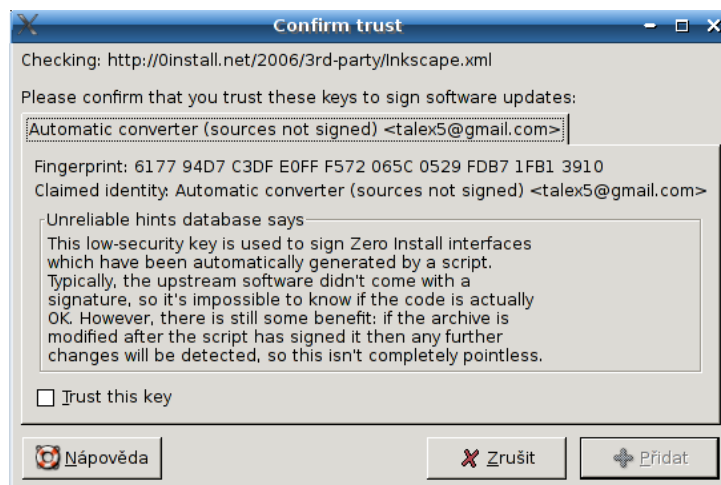 Confirm trust
Checking: http://0install.net/2006/3rd-party/Inkscape.xml
Please confirm that you trust these keys to sign software updates:
Automatic converter (sources not signed) <talex5@gmail.com>
Fingerprint: 6177 94D7 C3DF E0FF F572 065C 0529 FDB7 1FB1 3910
Claimed identity: Automatic converter (sources not signed) <talex5@gmail.com>
Unreliable hints database says
This low-security key is used to sign Zero Install interfaces
which have been automatically generated by a script.
Typically, the upstream software didn't come with a
signature, so it's impossible to know if the code is actually
OK. However, there is still some benefit: if the archive is
modified after the script has signed it then any further
changes will be detected, so this isn't completely pointless.
Trust this key
Nápověda
Zrušit
Přidat